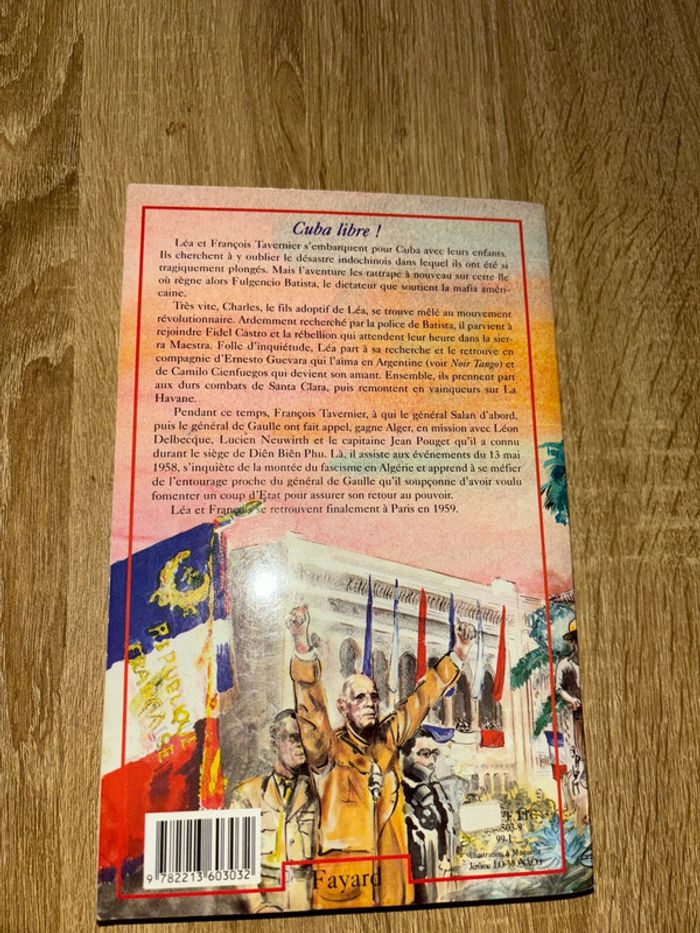 Cuba libre !
Léa et François Tavernier s'embarquent pour Cuba avec leurs enfants.
Ils cherchent à y oublier le désastre indochinois dans lequel ils ont été si
tragiquement plongés. Mais l'aventure les rattrape à nouveau sur cette île
où règne alors Fulgencio Batista, le dictateur que soutient la mafia améri-
caine.
Très vite, Charles, le fils adoptif de Léa, se trouve mêlé au mouvement
révolutionnaire. Ardemment recherché par la police de Batista, il parvient à
rejoindre Fidel Castro et la rébellion qui attendent leur heure dans la sier-
ra Maestra. Folle d'inquiétude, Léa part à sa recherche et le retrouve en
compagnie d'Ernesto Guevara qui l'aima en Argentine (voir Noir Tango) et
de Camilo Cienfuegos qui devient son amant. Ensemble, ils prennent part
aux durs combats de Santa Clara, puis remontent en vainqueurs sur La
Havane.
Pendant ce temps, François Tavernier, à qui le général Salan d'abord,
puis le général de Gaulle ont fait appel, gagne Alger, en mission avec Léon
Delbecque, Lucien Neuwirth et le capitaine Jean Pouget qu'il a connu
durant le siège de Diên Biên Phu. Là, il assiste aux événements du 13 mai
1958, s'inquiète de la montée du fascisme en Algérie et apprend à se méfier
de l'entourage proche du général de Gaulle qu'il soupçonne d'avoir voulu
fomenter un coup d'Etat pour assurer son retour au pouvoir.
Léa et François se retrouvent finalement à Paris en 1959.
REPUBLIQUE
FRANÇAISE
TTC
503-9
99-I
Illustration & Maquette
Jérôme LO MONACO
9 782213 603032
Fayard